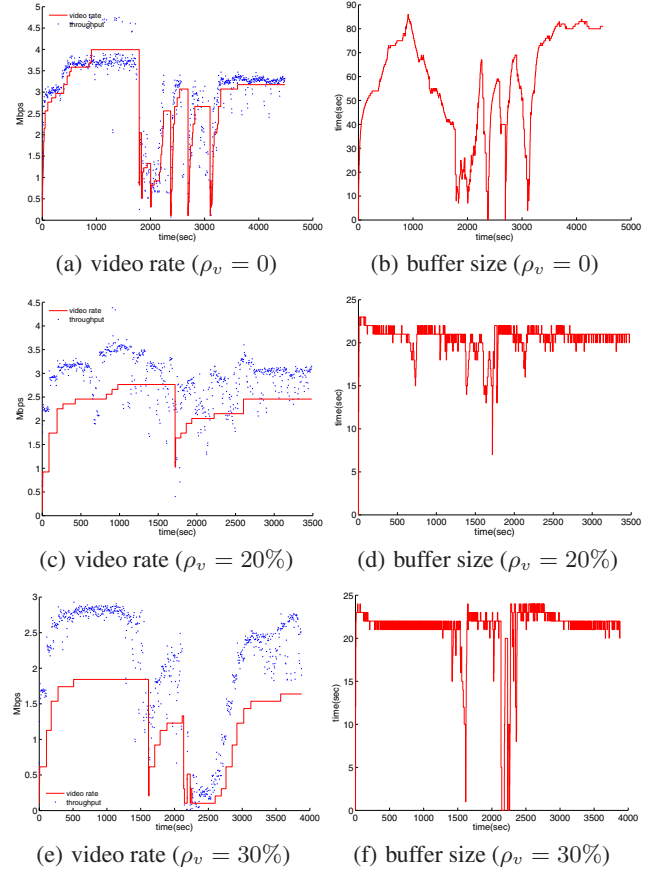 5
4.5
4
3.5
3
2.5
2
1.5
1
0.5
0
Mbps
video rate
throughput
0 1000 2000 3000 4000 5000
time(sec)
(a) video rate (ρv = 0)
90
80
70
60
50
40
30
20
10
0
time(sec)
0 1000 2000 3000 4000 5000
time(sec)
(b) buffer size (ρv = 0)
4.5
4
3.5
3
2.5
2
1.5
1
0.5
0
Mbps
video rate
throughput
0 500 1000 1500 2000 2500 3000 3500
time(sec)
(c) video rate (ρv = 20%)
25
20
15
10
5
0
time(sec)
0 500 1000 1500 2000 2500 3000 3500
time(sec)
(d) buffer size (ρv = 20%)
3
2.5
2
1.5
1
0.5
0
Mbps
video rate
throughput
0 500 1000 1500 2000 2500 3000 3500 4000
time(sec)
(e) video rate (ρv = 30%)
25
20
15
10
5
0
time(sec)
0 500 1000 1500 2000 2500 3000 3500 4000
time(sec)
(f) buffer size (ρv = 30%)